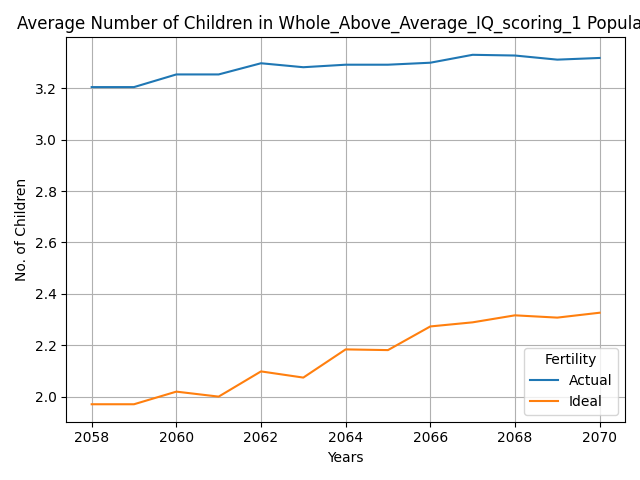 Average Number of Children in Whole_Above_Average_IQ_scoring_1 Popula
No. of Children
3.2
3.0
2.8
2.6
2.4
2.2
2.0
Fertility
Actual
Ideal
2058 2060 2062 2064 2066 2068 2070
Years